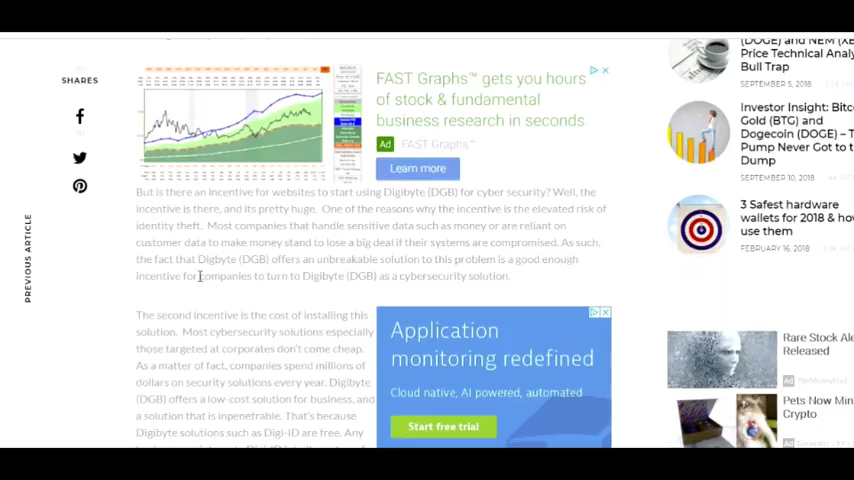 SHARES
PREVIOUS ARTICLE
FAST Graphs™ gets you hours
of stock & fundamental
business research in seconds.
Ad FAST Graphs™
Learn more
But is there an incentive for websites to start using Digibyte (DGB) for cyber security? Well, the
incentive is there, and its pretty huge. One of the reasons why the incentive is the elevated risk of
identity theft. Most companies that handle sensitive data such as money or are reliant on
customer data to make money stand to lose a big deal if their systems are compromised. As such,
the fact that Digbyte (DGB) offers an unbreakable solution to this problem is a good enough
incentive for companies to turn to Digibyte (DGB) as a cybersecurity solution.
The second incentive is the cost of installing this
solution. Most cybersecurity solutions especially
those targeted at corporates don't come cheap.
As a matter of fact, companies spend millions of
dollars on security solutions every year. Digibyte
(DGB) offers a low-cost solution for business, and
a solution that is inpenetrable. That's because
Digibyte solutions such as Digi-ID are free. Any
Application
monitoring redefined
Cloud native, AI powered, automated
Start free trial
(DOGE) and NEM (XE
Price Technical Analy
Bull Trap
SEPTEMBER 5, 2018
Investor Insight: Bitc
Gold (BTG) and
Dogecoin (DOGE) – T
Pump Never Got to t
Dump
SEPTEMBER 10, 2018
3 Safest hardware
wallets for 2018 & how
use them
FEBRUARY 16, 2018
Rare Stock Ale
Released
Ad TheMotleyFool
Pets Now Min
Crypto
Ad